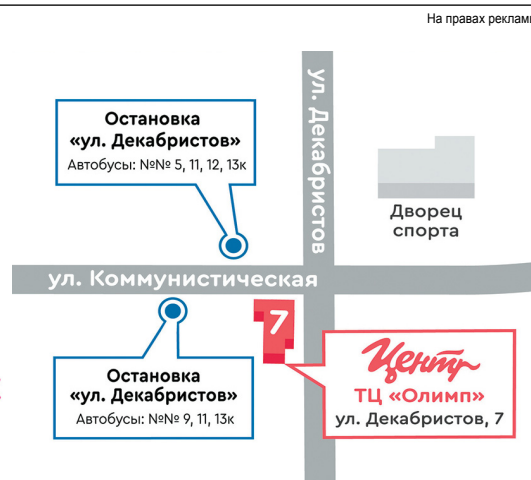 На правах реклам
Остановка
«ул. Декабристов»
Автобусы: №№ 5, 11, 12, 13к
ул. Декабристов
Дворец
спорта
ул. Коммунистическая
7
Центр
ТЦ «Олимп»
ул. Декабристов, 7
Остановка
«ул. Декабристов»
Автобусы: №№ 9, 11, 13к